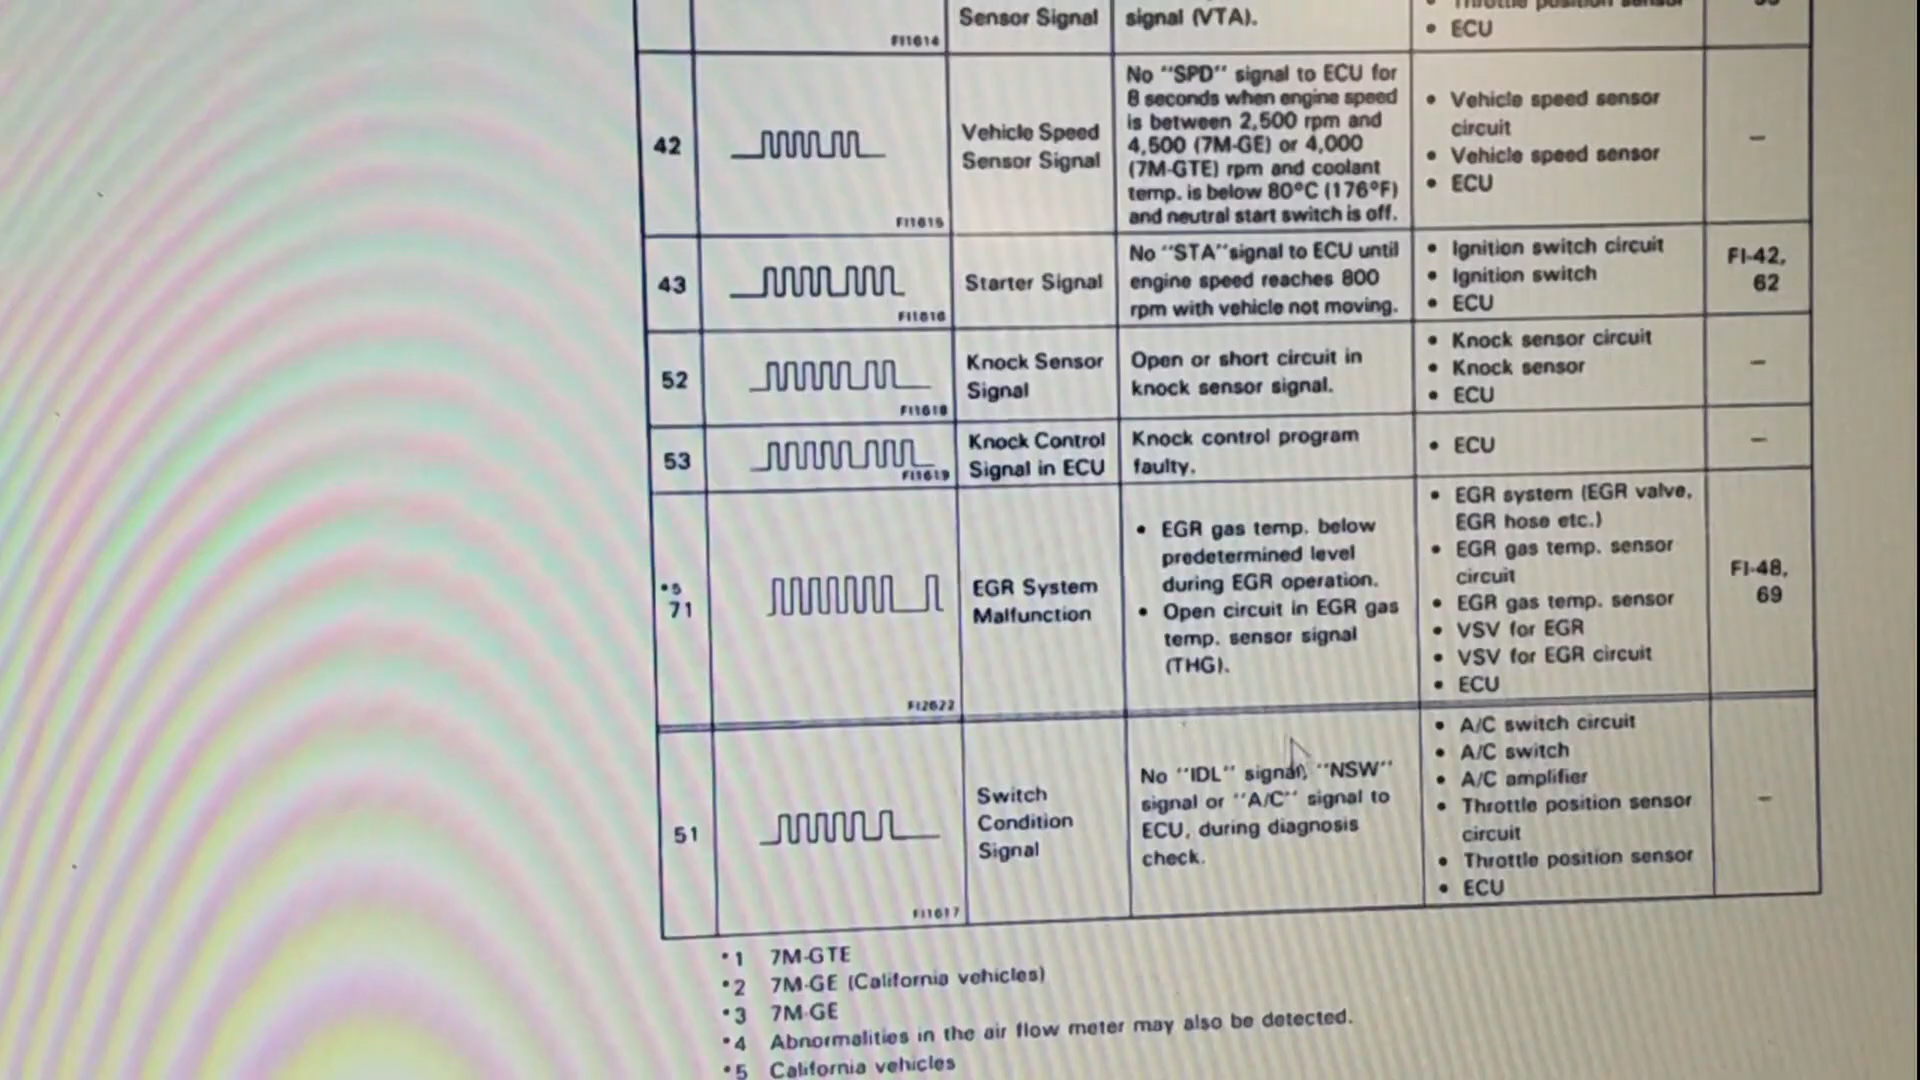 Sensor Signal
signal (VTA).
• Throttle position sensor
• ECU
FI1614
42
Vehicle Speed
Sensor Signal
No "SPD" signal to ECU for
8 seconds when engine speed
is between 2,500 rpm and
4,500 (7M-GE) or 4,000
(7M-GTE) rpm and coolant
temp. is below 80°C (176°F)
and neutral start switch is off.
• Vehicle speed sensor
circuit
• Vehicle speed sensor
• ECU
—
FI1615
43
Starter Signal
No "STA" signal to ECU until
engine speed reaches 800
rpm with vehicle not moving.
• Ignition switch circuit
• Ignition switch
• ECU
FI-42,
62
FI1616
52
Knock Sensor
Signal
Open or short circuit in
knock sensor signal.
• Knock sensor circuit
• Knock sensor
• ECU
—
FI1618
53
Knock Control
Signal in ECU
Knock control program
faulty.
• ECU
—
FI1619
*5
71
EGR System
Malfunction
• EGR gas temp. below
predetermined level
during EGR operation.
• Open circuit in EGR gas
temp. sensor signal
(THG).
• EGR system (EGR valve,
EGR hose etc.)
• EGR gas temp. sensor
circuit
• EGR gas temp. sensor
• VSV for EGR
• VSV for EGR circuit
• ECU
FI-48,
69
FI2622
51
Switch
Condition
Signal
No "IDL" signal, "NSW"
signal or "A/C" signal to
ECU, during diagnosis
check.
• A/C switch circuit
• A/C switch
• A/C amplifier
• Throttle position sensor
circuit
• Throttle position sensor
• ECU
—
FI1617
*1 7M-GTE
*2 7M-GE (California vehicles)
*3 7M-GE
*4 Abnormalities in the air flow meter may also be detected.
*5 California vehicles